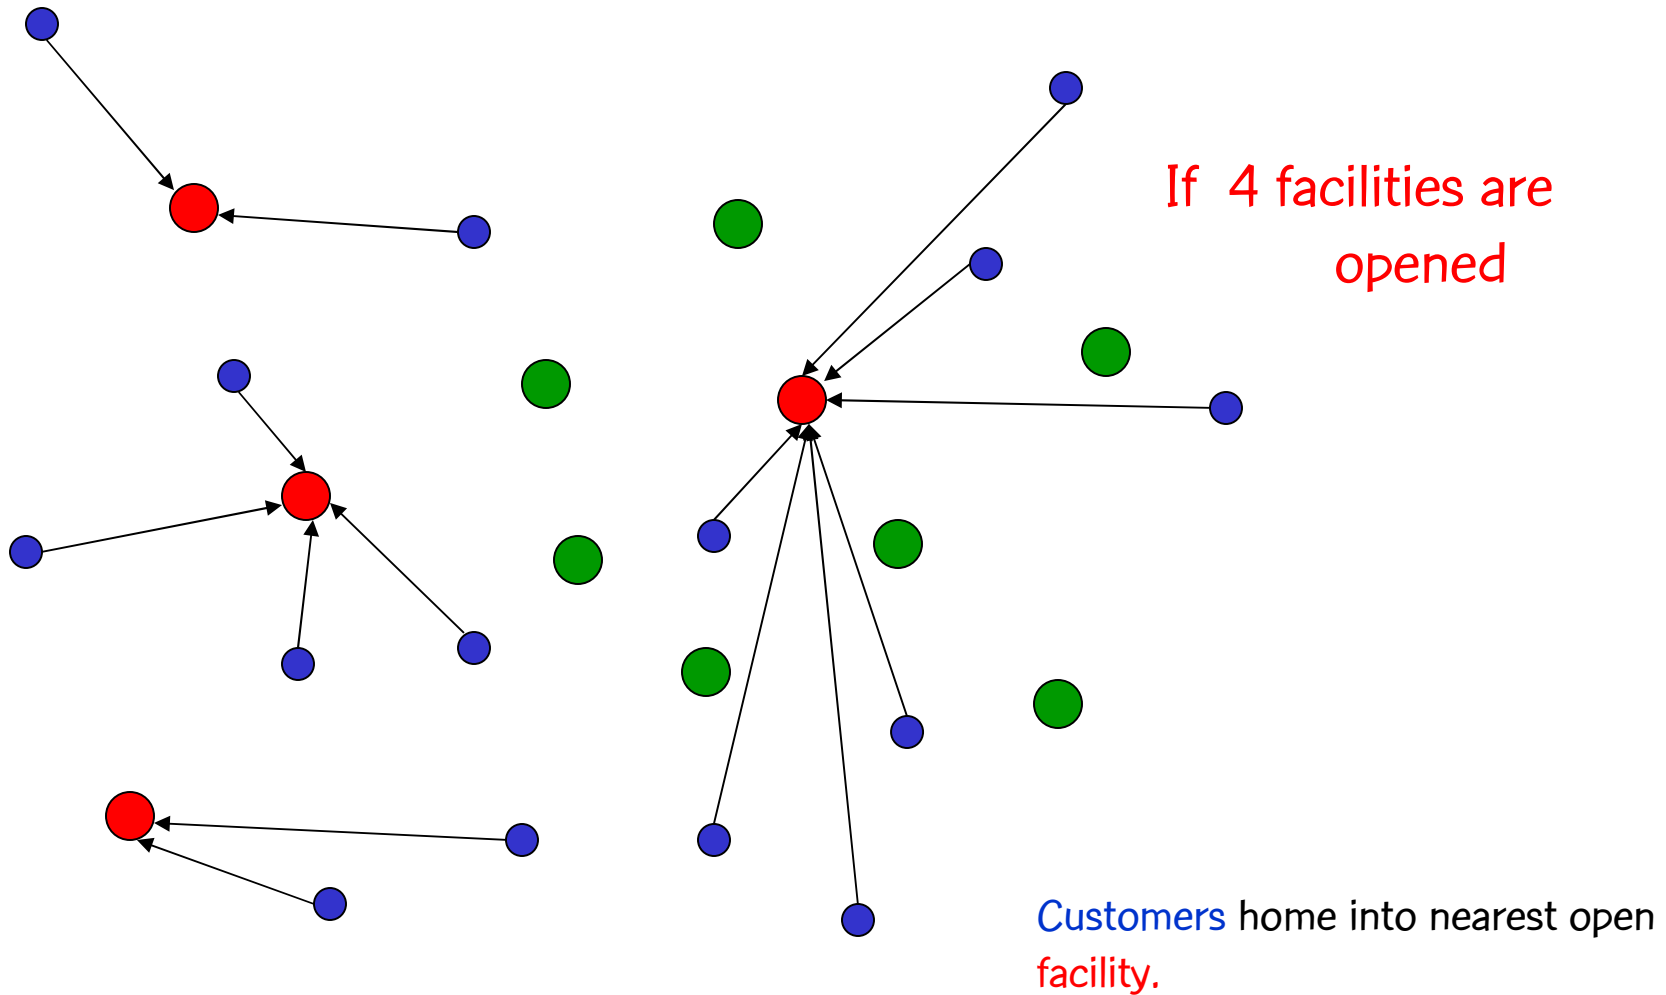 If 4 facilities are
opened
Customers home into nearest open
facility.